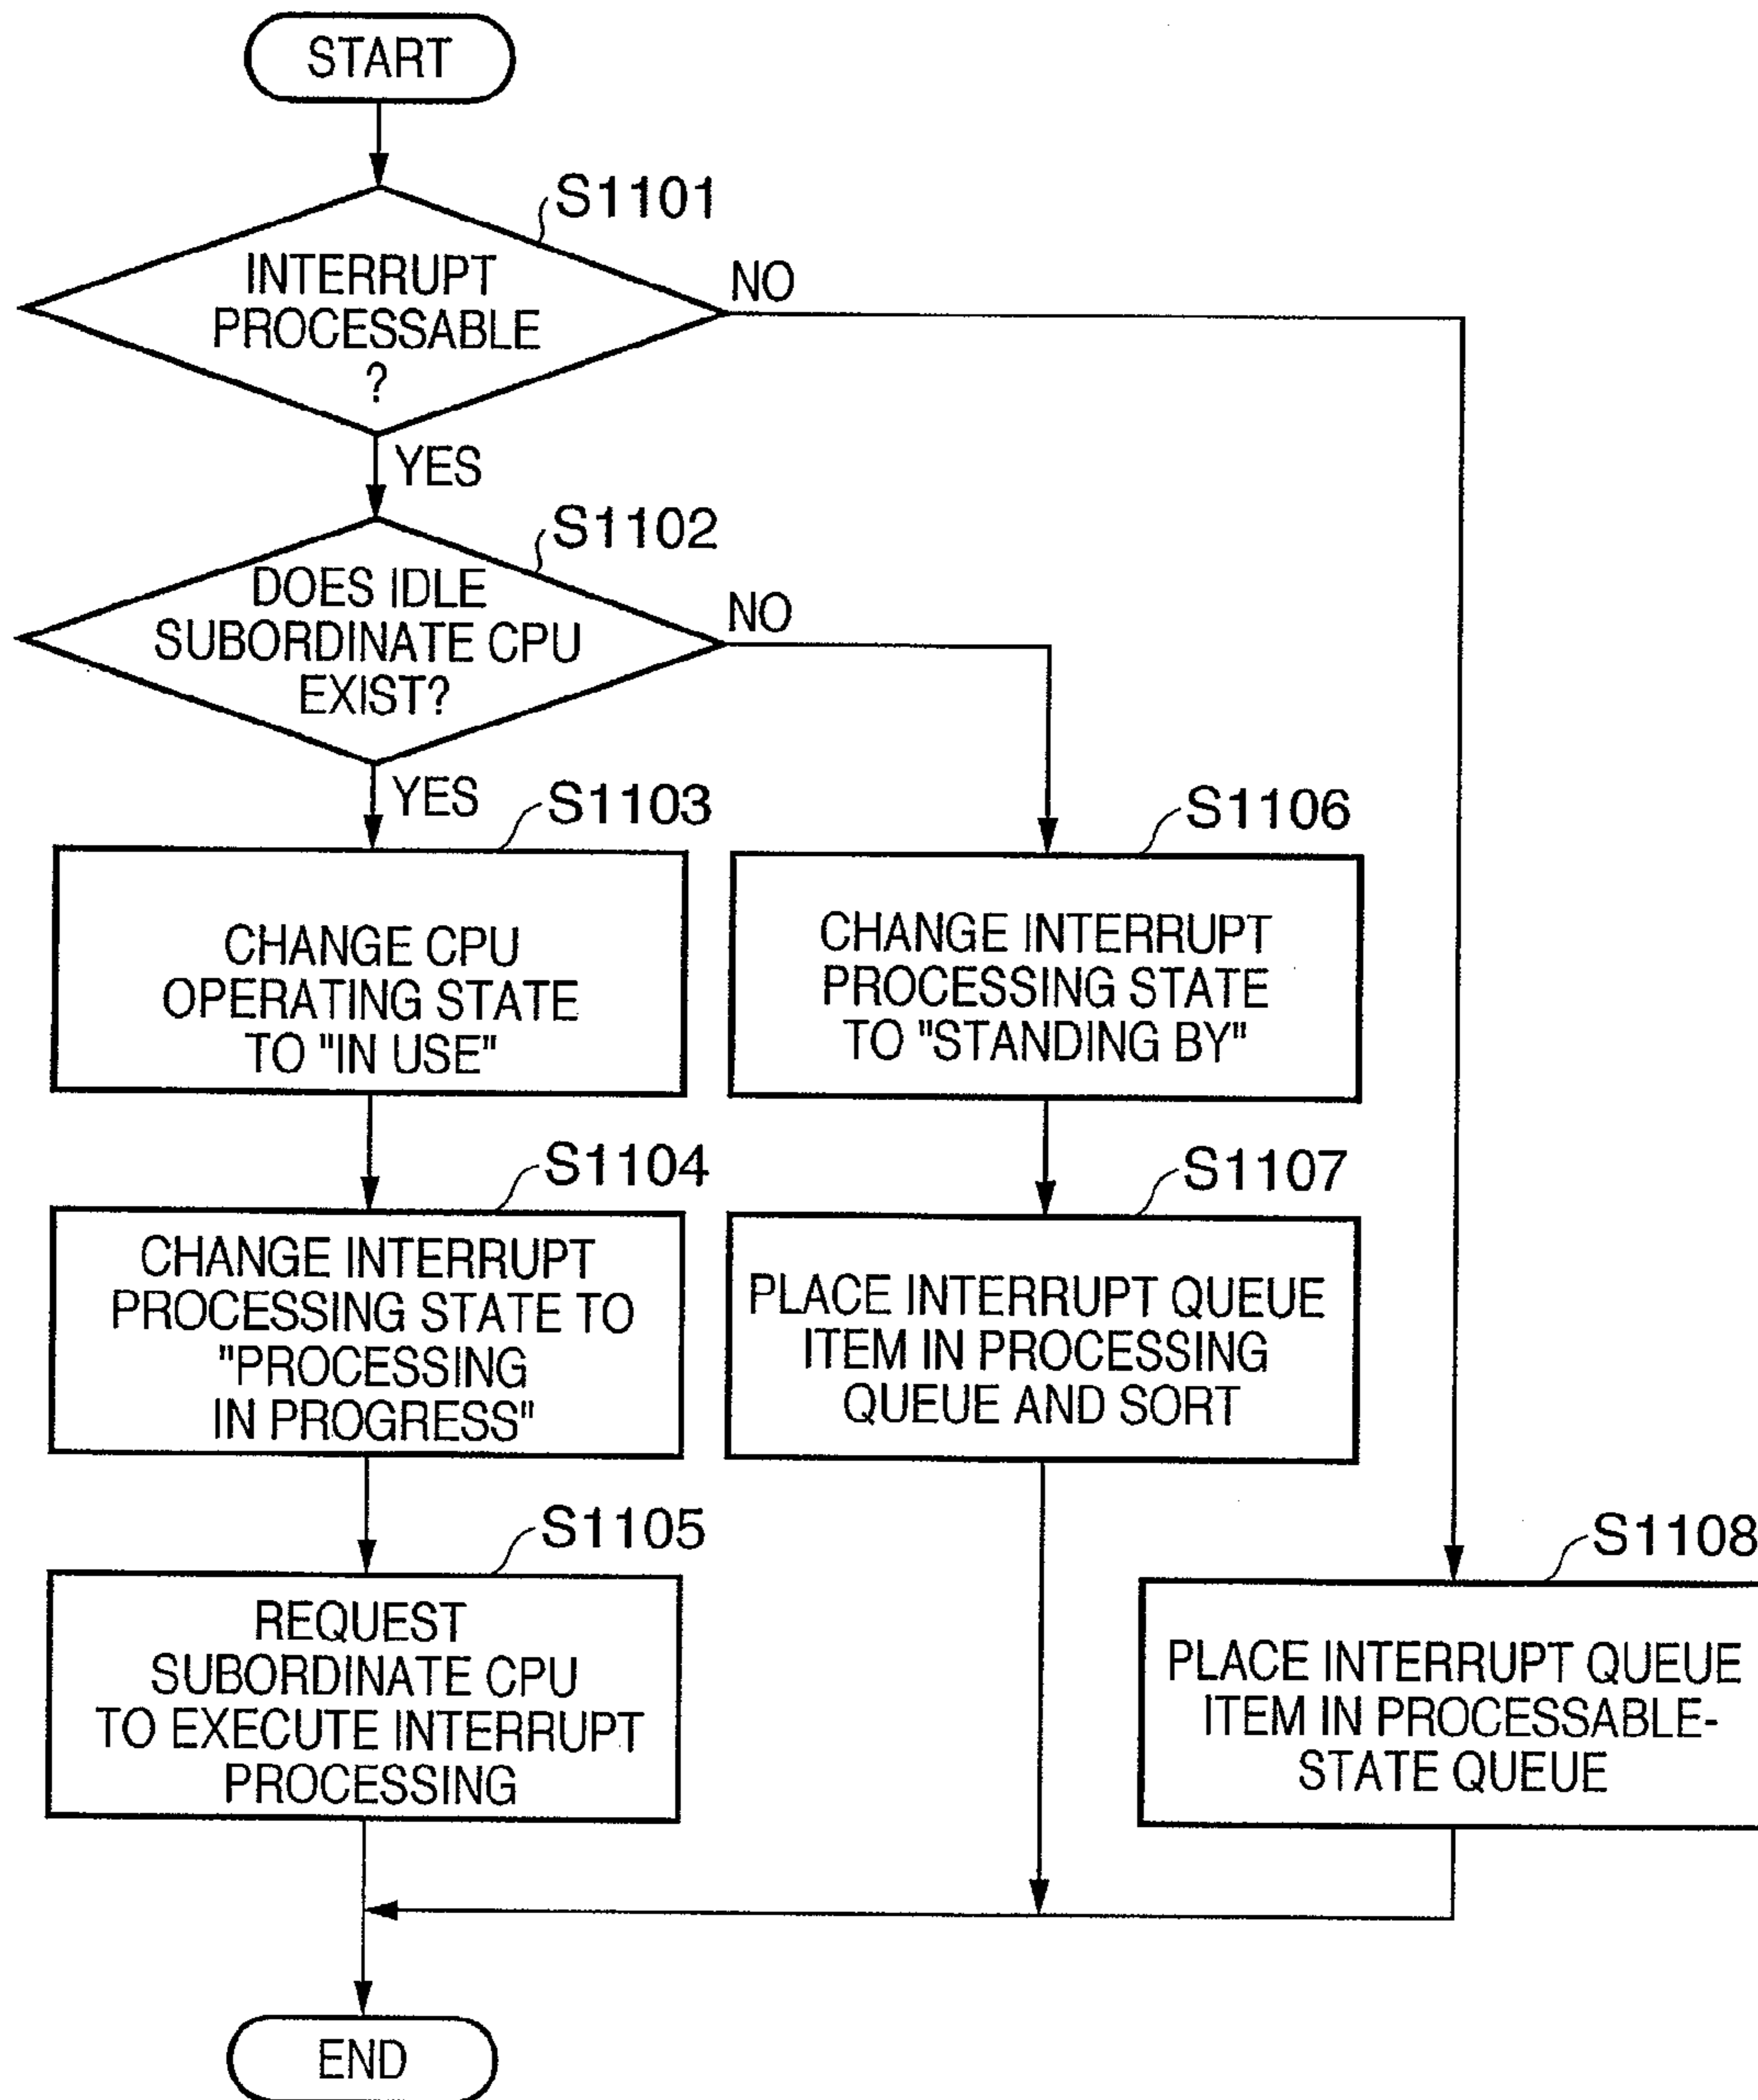 START
S1101
INTERRUPT
PROCESSABLE
?
NO
YES
S1102
DOES IDLE
SUBORDINATE CPU
EXIST?
NO
YES
S1103
CHANGE CPU
OPERATING STATE
TO "IN USE"
S1106
CHANGE INTERRUPT
PROCESSING STATE
TO "STANDING BY"
S1104
CHANGE INTERRUPT
PROCESSING STATE TO
"PROCESSING
IN PROGRESS"
S1107
PLACE INTERRUPT QUEUE
ITEM IN PROCESSING
QUEUE AND SORT
S1105
REQUEST
SUBORDINATE CPU
TO EXECUTE INTERRUPT
PROCESSING
S1108
PLACE INTERRUPT QUEUE
ITEM IN PROCESSABLE-
STATE QUEUE
END